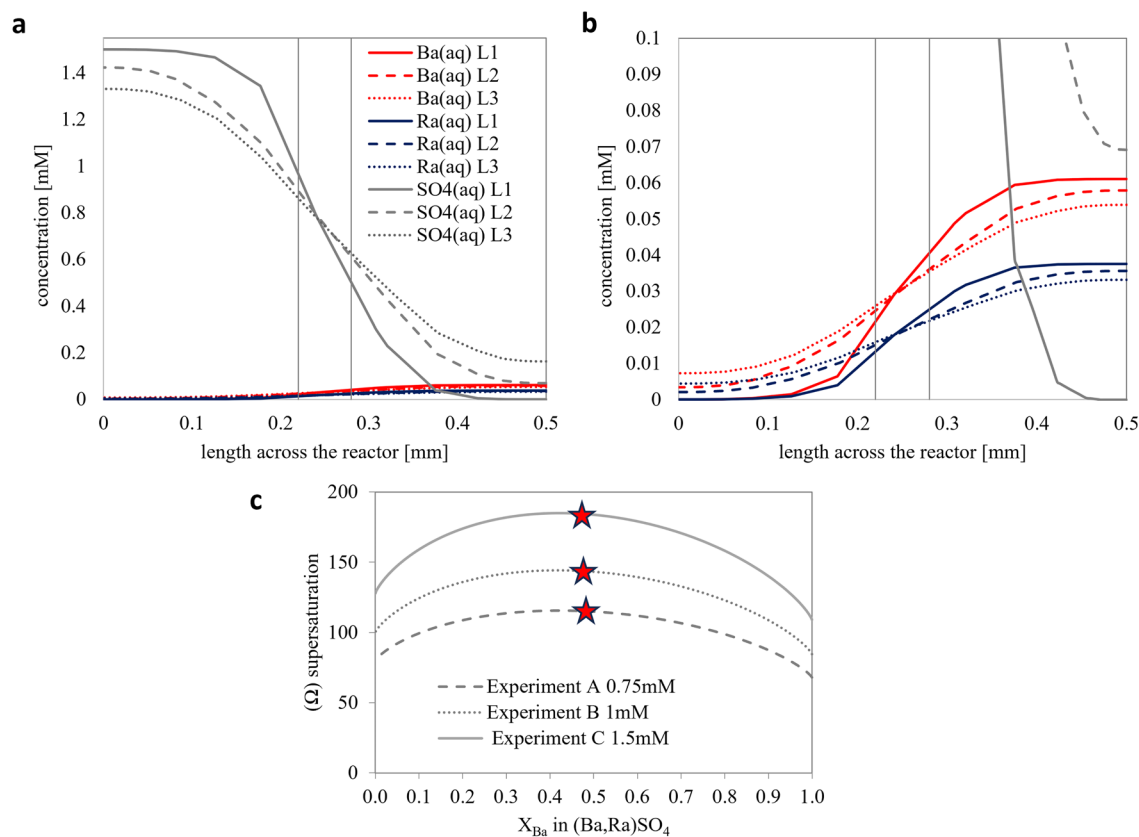 a
concentration [mM]
1.4
1.2
1
0.8
0.6
0.4
0.2
0
Ba(aq) L1
Ba(aq) L2
Ba(aq) L3
Ra(aq) L1
Ra(aq) L2
Ra(aq) L3
SO4(aq) L1
SO4(aq) L2
SO4(aq) L3
0 0.1 0.2 0.3 0.4 0.5
length across the reactor [mm]
b
concentration [mM]
0.1
0.09
0.08
0.07
0.06
0.05
0.04
0.03
0.02
0.01
0
0 0.1 0.2 0.3 0.4 0.5
length across the reactor [mm]
c
(Ω) supersaturation
200
150
100
50
0
Experiment A 0.75mM
Experiment B 1mM
Experiment C 1.5mM
0.0 0.1 0.2 0.3 0.4 0.5 0.6 0.7 0.8 0.9 1.0
X_Ba in (Ba,Ra)SO₄